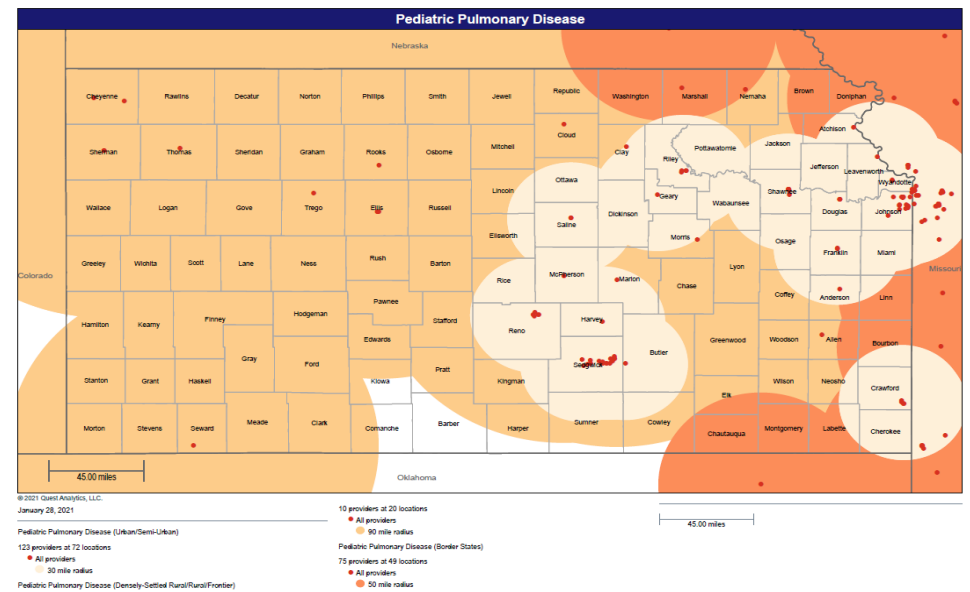 Pediatric Pulmonary Disease
Nebraska
Cheyenne Rawlins Decatur Norton Phillips Smith Jewell Republic Washington Marshall Nemaha Brown Doniphan
Sherman Thomas Sheridan Graham Rooks Osborne Mitchell Cloud Clay Riley Pottawatomie Jackson Atchison
Jefferson Leavenworth
Wyandotte
Wallace Logan Gove Trego Ellis Russell Lincoln Ottawa Geary Wabaunsee Shawnee
Saline Dickinson Douglas Johnson
Ellsworth Morris Osage Franklin Miami
Greeley Wichita Scott Lane Ness Rush Barton
Colorado Missouri
Rice McPherson Marion Chase Lyon
Coffey Anderson Linn
Hamilton Kearny Finney Hodgeman Pawnee Stafford Reno Harvey
Edwards
Gray Ford Sedgwick Butler Greenwood Woodson Allen Bourbon
Stanton Grant Haskell Kiowa Pratt Kingman Elk Wilson Neosho Crawford
Morton Stevens Seward Meade Clark Comanche Barber Harper Sumner Cowley Chautauqua Montgomery Labette Cherokee
45.00 miles
Oklahoma
© 2021 Quest Analytics, LLC.
January 28, 2021
Pediatric Pulmonary Disease (Urban/Semi-Urban)
123 providers at 72 locations
All providers
30 mile radius
Pediatric Pulmonary Disease (Densely-Settled Rural/Rural/Frontier)
10 providers at 20 locations
All providers
90 mile radius
Pediatric Pulmonary Disease (Border States)
75 providers at 49 locations
All providers
50 mile radius
45.00 miles